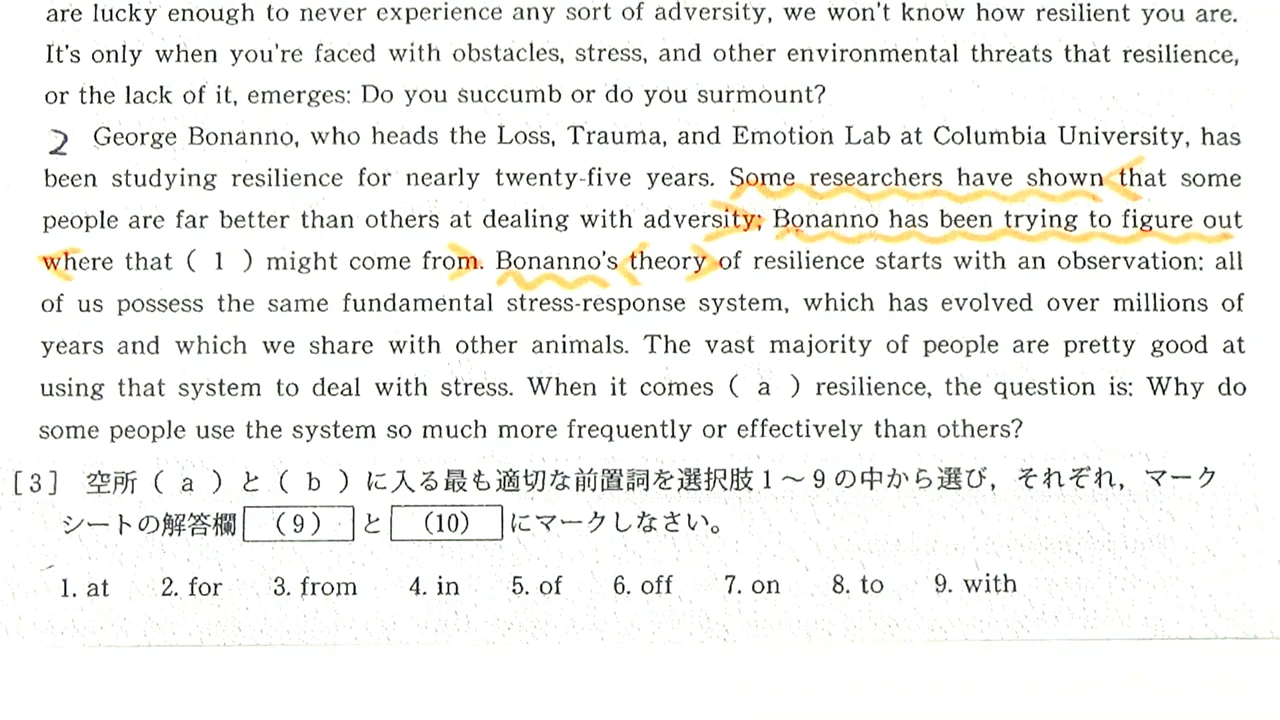 are lucky enough to never experience any sort of adversity, we won't know how resilient you are.
It's only when you're faced with obstacles, stress, and other environmental threats that resilience,
or the lack of it, emerges: Do you succumb or do you surmount?
2 George Bonanno, who heads the Loss, Trauma, and Emotion Lab at Columbia University, has
been studying resilience for nearly twenty-five years. Some researchers have shown that some
people are far better than others at dealing with adversity; Bonanno has been trying to figure out
where that ( 1 ) might come from. Bonanno's theory of resilience starts with an observation: all
of us possess the same fundamental stress-response system, which has evolved over millions of
years and which we share with other animals. The vast majority of people are pretty good at
using that system to deal with stress. When it comes ( a ) resilience, the question is: Why do
some people use the system so much more frequently or effectively than others?
[3] 空所 ( a ) と ( b ) に入る最も適切な前置詞を選択肢1～9の中から選び，それぞれ，マーク
シートの解答欄 (9) と (10) にマークしなさい。
1. at 2. for 3. from 4. in 5. of 6. off 7. on 8. to 9. with